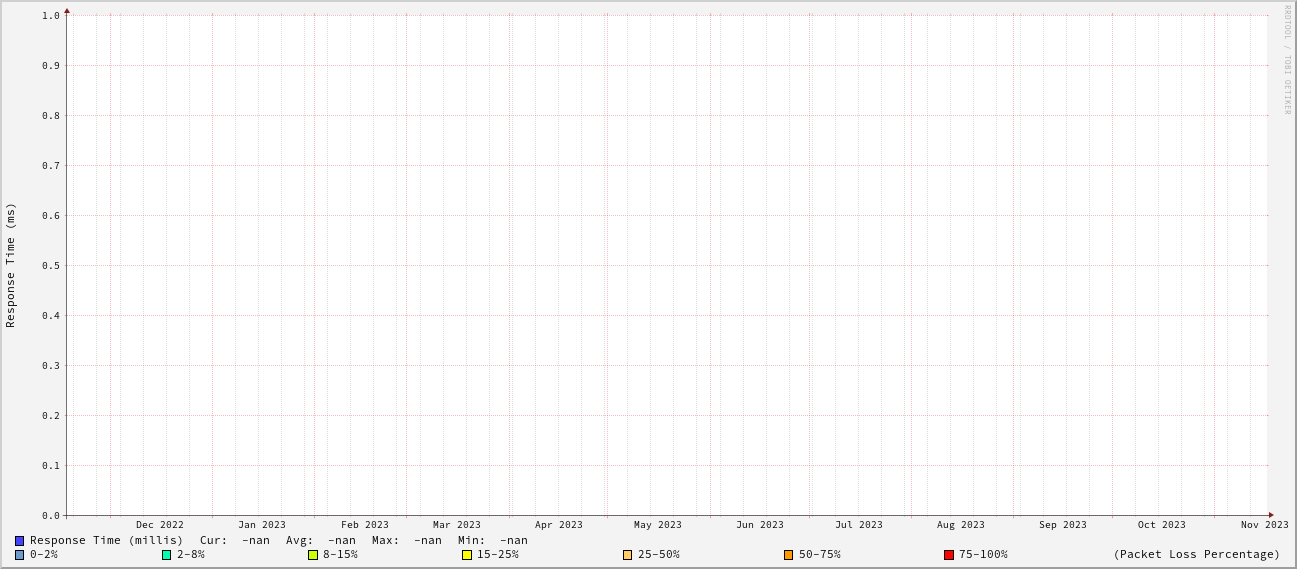 RRDTOOL / TOBI OETIKER
Response Time (ms)
1.0
0.9
0.8
0.7
0.6
0.5
0.4
0.3
0.2
0.1
0.0
Dec 2022 Jan 2023 Feb 2023 Mar 2023 Apr 2023 May 2023 Jun 2023 Jul 2023 Aug 2023 Sep 2023 Oct 2023 Nov 2023
Response Time (millis) Cur: -nan Avg: -nan Max: -nan Min: -nan
0-2% 2-8% 8-15% 15-25% 25-50% 50-75% 75-100% (Packet Loss Percentage)